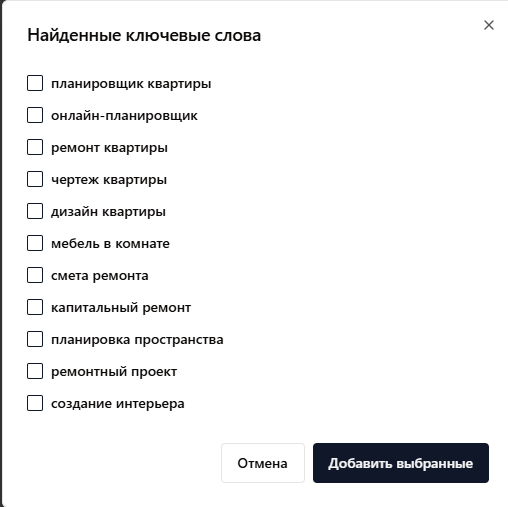 Найденные ключевые слова
планировщик квартиры
онлайн-планировщик
ремонт квартиры
чертеж квартиры
дизайн квартиры
мебель в комнате
смета ремонта
капитальный ремонт
планировка пространства
ремонтный проект
создание интерьера
Отмена
Добавить выбранные